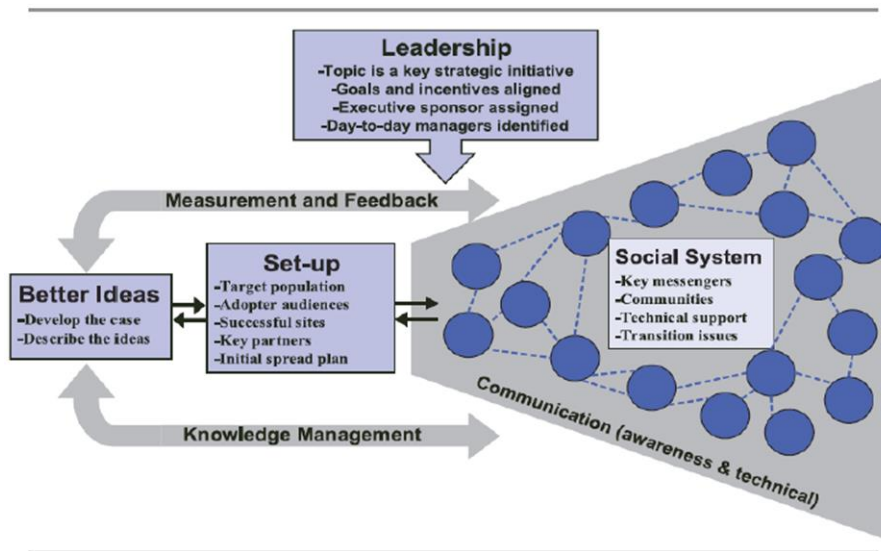 Leadership
-Topic is a key strategic initiative
-Goals and incentives aligned
-Executive sponsor assigned
-Day-to-day managers identified
Measurement and Feedback
Better Ideas
-Develop the case
-Describe the ideas
Set-up
-Target population
-Adopter audiences
-Successful sites
-Key partners
-Initial spread plan
Social System
-Key messengers
-Communities
-Technical support
-Transition issues
Knowledge Management
Communication (awareness & technical)